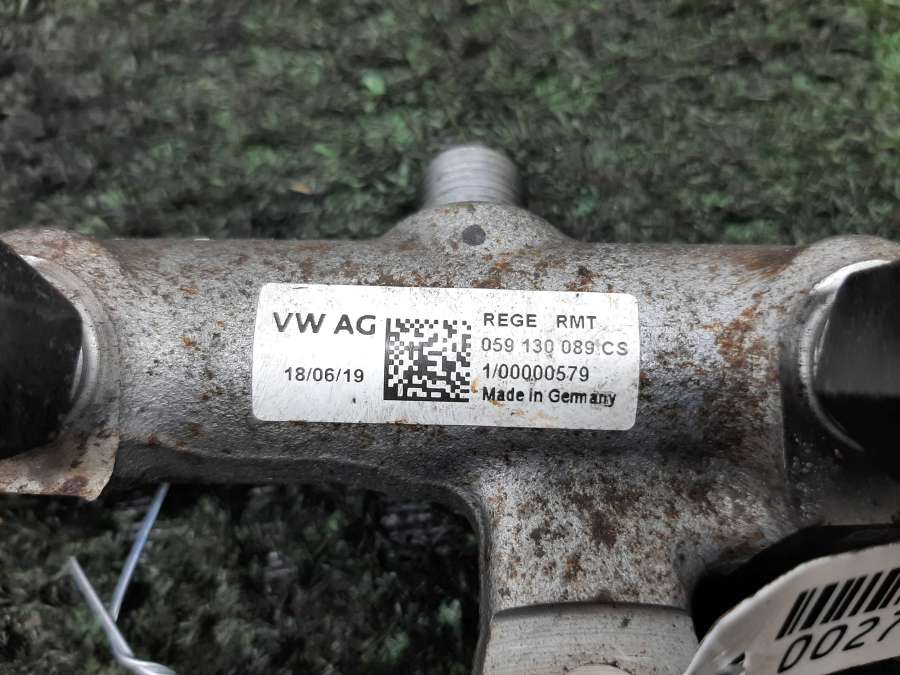 VW AG
18/06/19
REGE RMT
059 130 089 CS
1/00000579
Made in Germany
0027